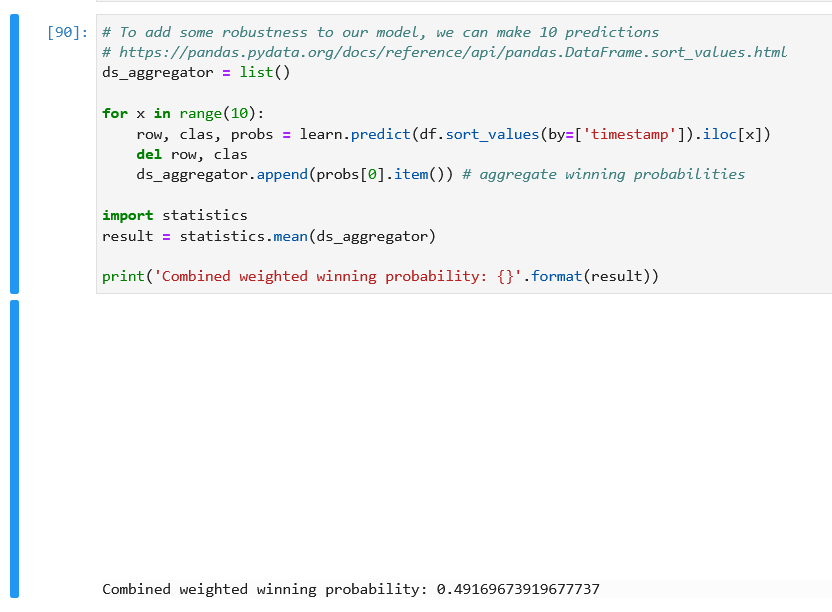 [90]: # To add some robustness to our model, we can make 10 predictions
# https://pandas.pydata.org/docs/reference/api/pandas.DataFrame.sort_values.html
ds_aggregator = list()
for x in range(10):
    row, clas, probs = learn.predict(df.sort_values(by=['timestamp']).iloc[x])
    del row, clas
    ds_aggregator.append(probs[0].item()) # aggregate winning probabilities
import statistics
result = statistics.mean(ds_aggregator)
print('Combined weighted winning probability: {}'.format(result))
Combined weighted winning probability: 0.49169673919677737